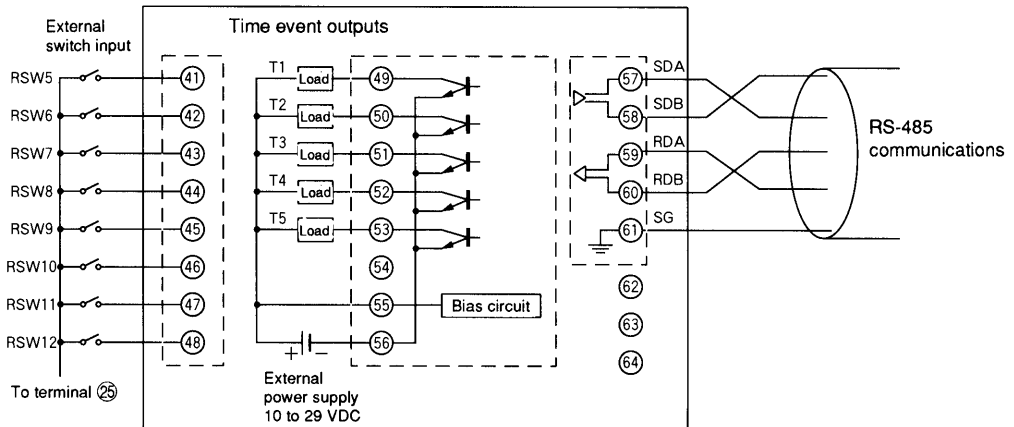 External
switch input
Time event outputs
RSW5
RSW6
RSW7
RSW8
RSW9
RSW10
RSW11
RSW12
To terminal 25
41
42
43
44
45
46
47
48
T1
Load
T2
Load
T3
Load
T4
Load
T5
Load
49
50
51
52
53
54
55
56
Bias circuit
+ −
External
power supply
10 to 29 VDC
57
SDA
58
SDB
59
RDA
60
RDB
61
SG
62
63
64
RS-485
communications